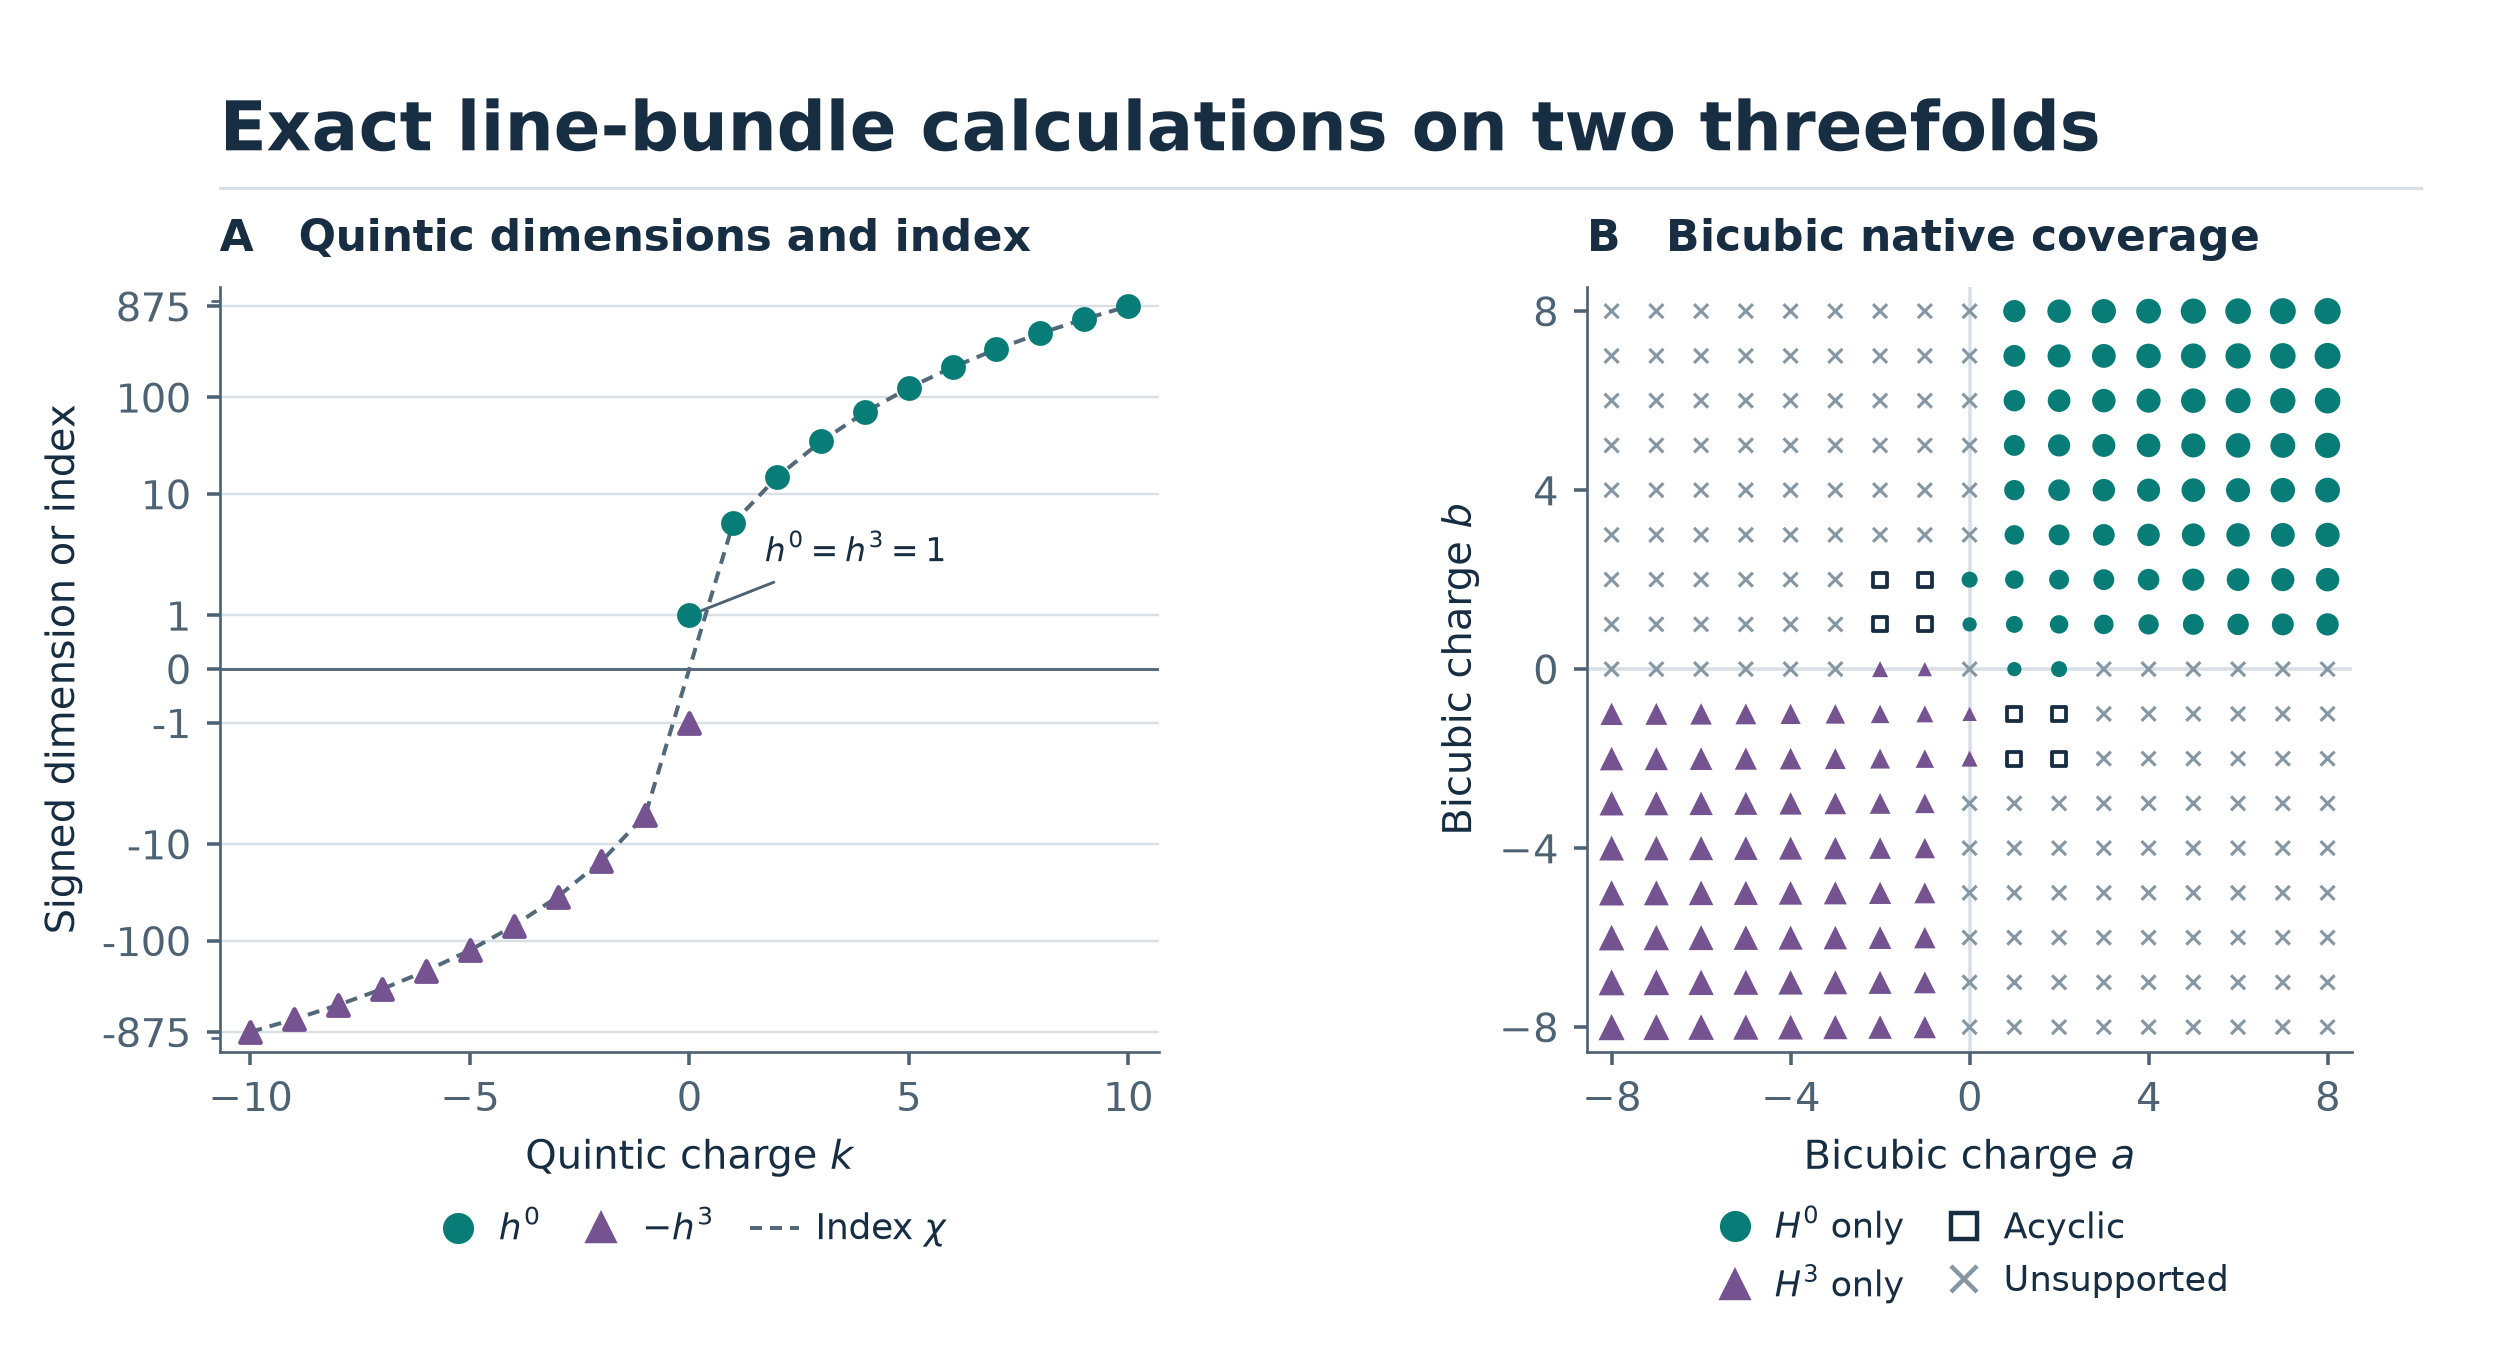 Exact line-bundle calculations on two threefolds
A Quintic dimensions and index
875
100
10
1
0
-1
-10
-100
-875
Signed dimension or index
h⁰ = h³ = 1
−10 −5 0 5 10
Quintic charge k
h⁰ −h³ Index χ
B Bicubic native coverage
8
4
0
−4
−8
Bicubic charge b
−8 −4 0 4 8
Bicubic charge a
H⁰ only Acyclic
H³ only Unsupported